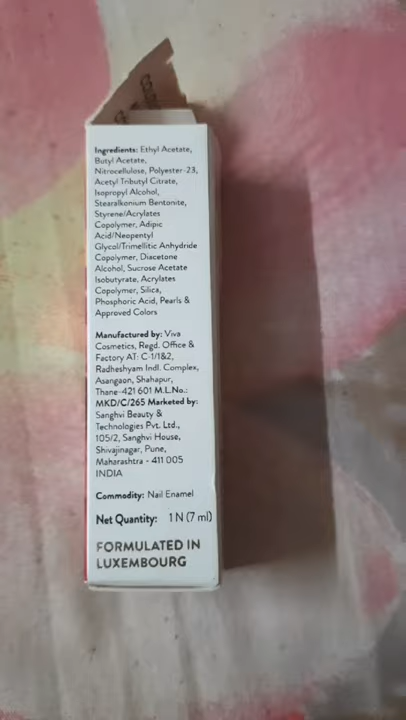 Ingredients: Ethyl Acetate,
Butyl Acetate,
Nitrocellulose, Polyester-23,
Acetyl Tributyl Citrate,
Isopropyl Alcohol,
Stearalkonium Bentonite,
Styrene/Acrylates
Copolymer, Adipic
Acid/Neopentyl
Glycol/Trimellitic Anhydride
Copolymer, Diacetone
Alcohol, Sucrose Acetate
Isobutyrate, Acrylates
Copolymer, Silica,
Phosphoric Acid, Pearls &
Approved Colors
Manufactured by: Viva
Cosmetics, Regd. Office &
Factory AT: C-1/1&2,
Radheshyam Indl. Complex,
Asangaon, Shahapur,
Thane-421 601 M.L.No.:
MKD/C/265 Marketed by:
Sanghvi Beauty &
Technologies Pvt. Ltd.,
105/2, Sanghvi House,
Shivajinagar, Pune,
Maharashtra - 411 005
INDIA
Commodity: Nail Enamel
Net Quantity: 1 N (7 ml)
FORMULATED IN
LUXEMBOURG